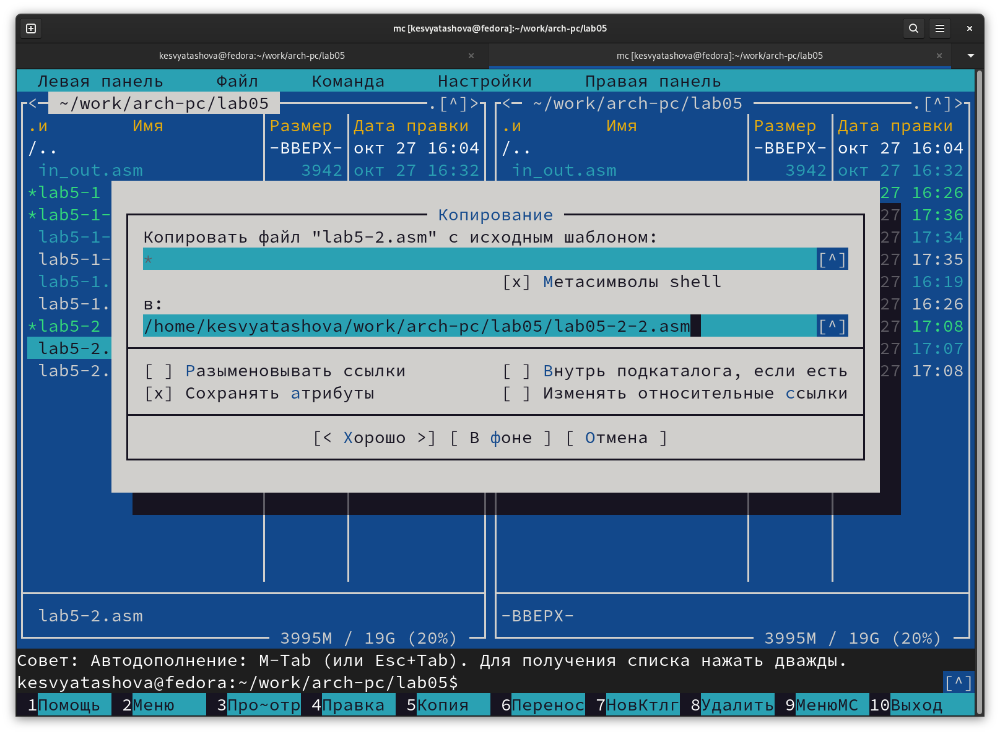 mc [kesvyatashova@fedora]:~/work/arch-pc/lab05
kesvyatashova@fedora:~/work/arch-pc/lab05 × mc [kesvyatashova@fedora]:~/work/arch-pc/lab05 ×
Левая панель Файл Команда Настройки Правая панель
<— ~/work/arch-pc/lab05 .[^]> <— ~/work/arch-pc/lab05 .[^]>
.и Имя Размер Дата правки .и Имя Размер Дата правки
/.. -ВВЕРХ- окт 27 16:04 /.. -ВВЕРХ- окт 27 16:04
in_out.asm 3942 окт 27 16:32 in_out.asm 3942 окт 27 16:32
*lab5-1 27 16:26
*lab5-1- Копирование 27 17:36
lab5-1- Копировать файл "lab5-2.asm" с исходным шаблоном: 27 17:34
lab5-1- * [^] 27 17:35
lab5-1. [x] Метасимволы shell 27 16:19
lab5-1. в: 27 16:26
*lab5-2 /home/kesvyatashova/work/arch-pc/lab05/lab05-2-2.asm [^] 27 17:08
lab5-2. 27 17:07
lab5-2. [ ] Разыменовывать ссылки [ ] Внутрь подкаталога, если есть 27 17:08
[x] Сохранять атрибуты [ ] Изменять относительные ссылки
[< Хорошо >] [ В фоне ] [ Отмена ]
lab5-2.asm -ВВЕРХ-
3995M / 19G (20%) 3995M / 19G (20%)
Совет: Автодополнение: M-Tab (или Esc+Tab). Для получения списка нажать дважды.
kesvyatashova@fedora:~/work/arch-pc/lab05$ [^]
1Помощь 2Меню 3Про~отр 4Правка 5Копия 6Перенос 7НовКтлг 8Удалить 9МенюMC 10Выход